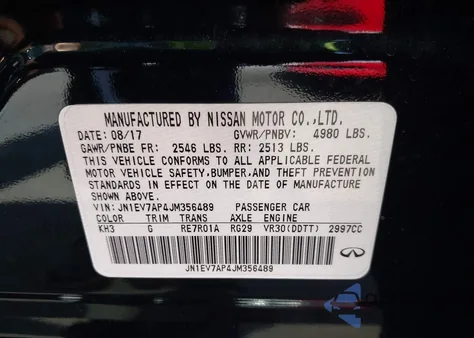 MANUFACTURED BY NISSAN MOTOR CO.,LTD.
DATE: 08/17 GVWR/PNBV: 4980 LBS.
GAWR/PNBE FR: 2546 LBS. RR: 2513 LBS.
THIS VEHICLE CONFORMS TO ALL APPLICABLE FEDERAL
MOTOR VEHICLE SAFETY,BUMPER,AND THEFT PREVENTION
STANDARDS IN EFFECT ON THE DATE OF MANUFACTURE
SHOWN ABOVE.
VIN: JN1EV7AP4JM356489 PASSENGER CAR
COLOR TRIM TRANS AXLE ENGINE
KH3 G RE7R01A RG29 VR30(DDTT) 2997CC
JN1EV7AP4JM356489